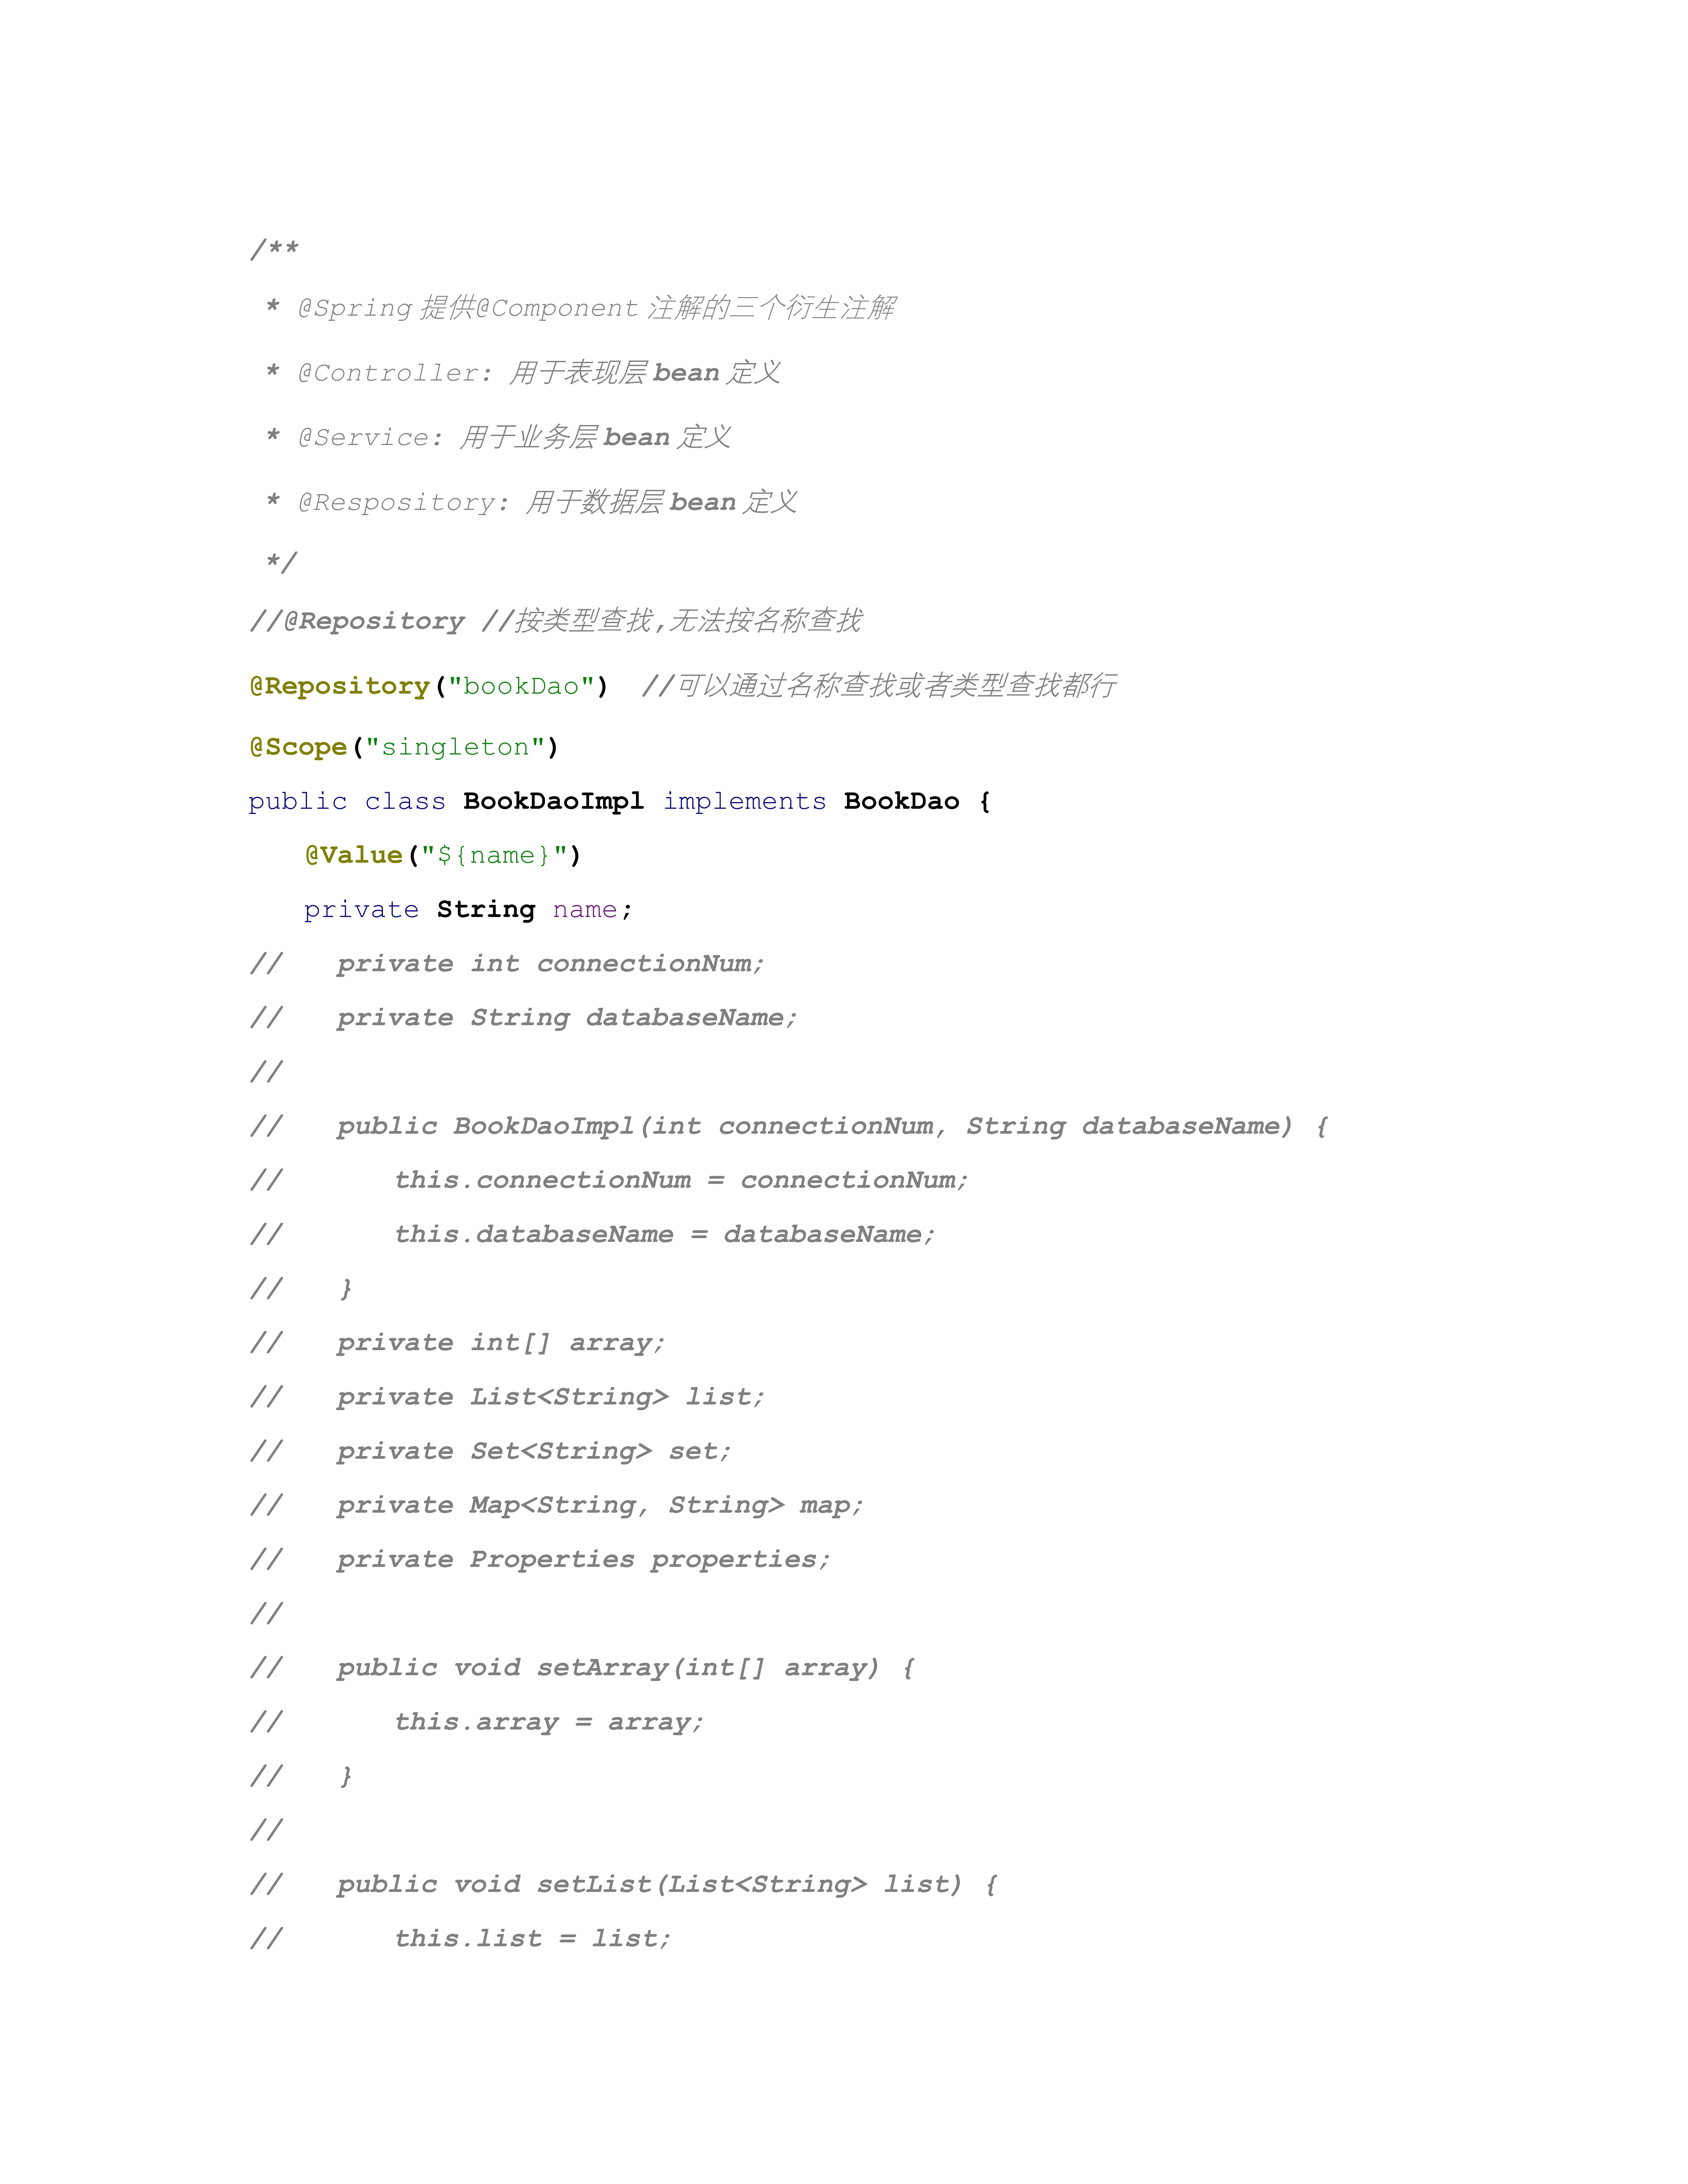 /**
 * @Spring 提供@Component 注解的三个衍生注解
 * @Controller: 用于表现层 bean 定义
 * @Service: 用于业务层 bean 定义
 * @Respository: 用于数据层 bean 定义
 */
//@Repository //按类型查找,无法按名称查找
@Repository("bookDao")  //可以通过名称查找或者类型查找都行
@Scope("singleton")
public class BookDaoImpl implements BookDao {
    @Value("${name}")
    private String name;
//    private int connectionNum;
//    private String databaseName;
//
//    public BookDaoImpl(int connectionNum, String databaseName) {
//        this.connectionNum = connectionNum;
//        this.databaseName = databaseName;
//    }
//    private int[] array;
//    private List<String> list;
//    private Set<String> set;
//    private Map<String, String> map;
//    private Properties properties;
//
//    public void setArray(int[] array) {
//        this.array = array;
//    }
//
//    public void setList(List<String> list) {
//        this.list = list;